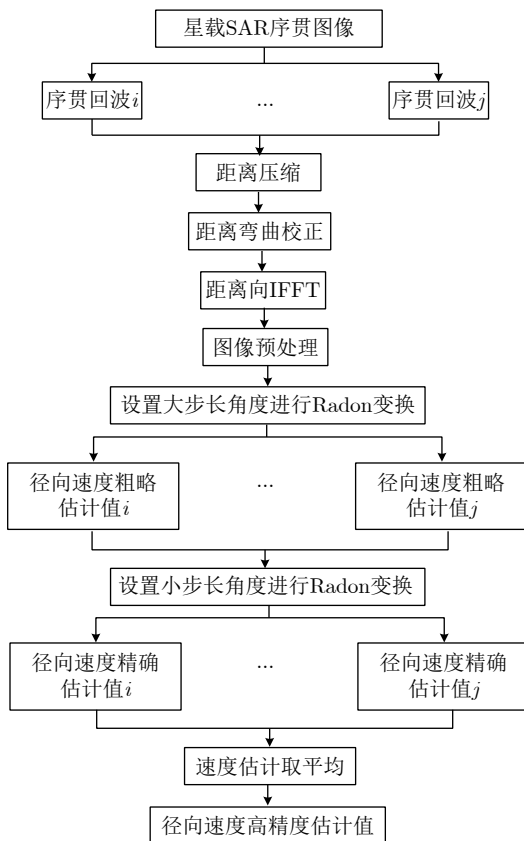 星载SAR序贯图像
序贯回波i ... 序贯回波j
距离压缩
距离弯曲校正
距离向IFFT
图像预处理
设置大步长角度进行Radon变换
径向速度粗略
估计值i
...
径向速度粗略
估计值j
设置小步长角度进行Radon变换
径向速度精确
估计值i
...
径向速度精确
估计值j
速度估计取平均
径向速度高精度估计值